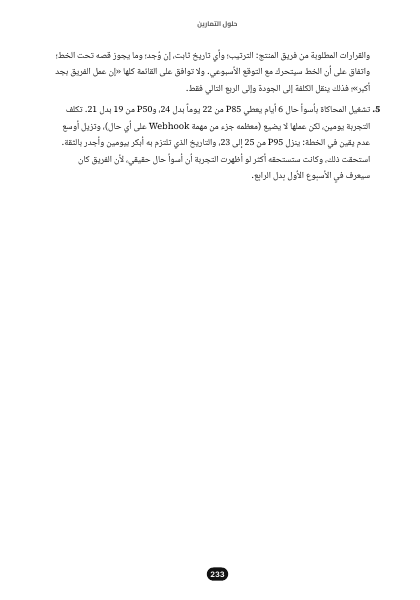 حلول التمارين
والقرارات المطلوبة من فريق المنتج: الترتيب؛ وأي تاريخ ثابت، إن وُجد؛ وما يجوز قصه تحت الخط؛
واتفاق على أن الخط سيتحرك مع التوقع الأسبوعي. ولا توافق على القائمة كلها «إن عمل الفريق بجد
أكبر»؛ فذلك ينقل الكلفة إلى الجودة وإلى الربع التالي فقط.
5. تشغيل المحاكاة بأسوأ حال 6 أيام يعطي P85 من 22 يوماً بدل 24، وP50 من 19 بدل 21. تكلف
التجربة يومين، لكن عملها لا يضيع (معظمه جزء من مهمة Webhook على أي حال)، وتزيل أوسع
عدم يقين في الخطة: ينزل P95 من 25 إلى 23، والتاريخ الذي تلتزم به أبكر بيومين وأجدر بالثقة.
استحقت ذلك، وكانت ستستحقه أكثر لو أظهرت التجربة أن أسوأ حال حقيقي، لأن الفريق كان
سيعرف في الأسبوع الأول بدل الرابع.
233